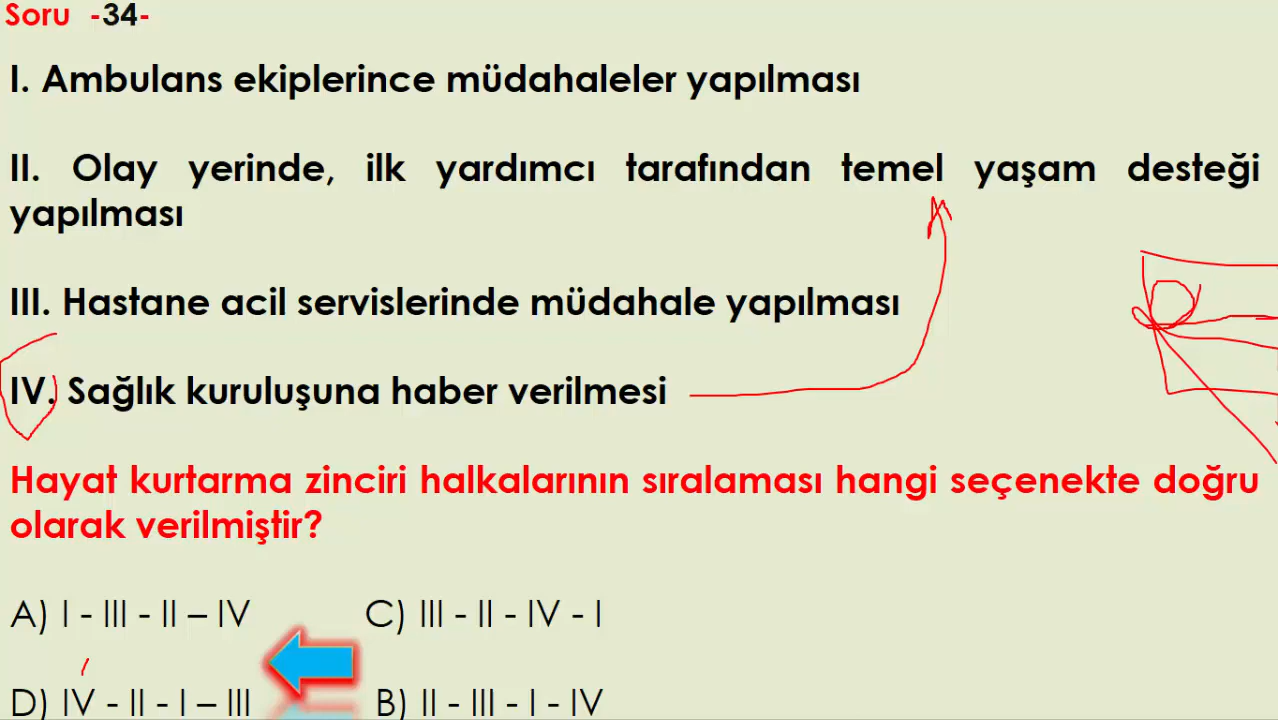 Soru -34-
I. Ambulans ekiplerince müdahaleler yapılması
II. Olay yerinde, ilk yardımcı tarafından temel yaşam desteği
yapılması
III. Hastane acil servislerinde müdahale yapılması
IV. Sağlık kuruluşuna haber verilmesi
Hayat kurtarma zinciri halkalarının sıralaması hangi seçenekte doğru
olarak verilmiştir?
A) I - III - II – IV C) III - II - IV - I
D) IV - II - I – III B) II - III - I - IV